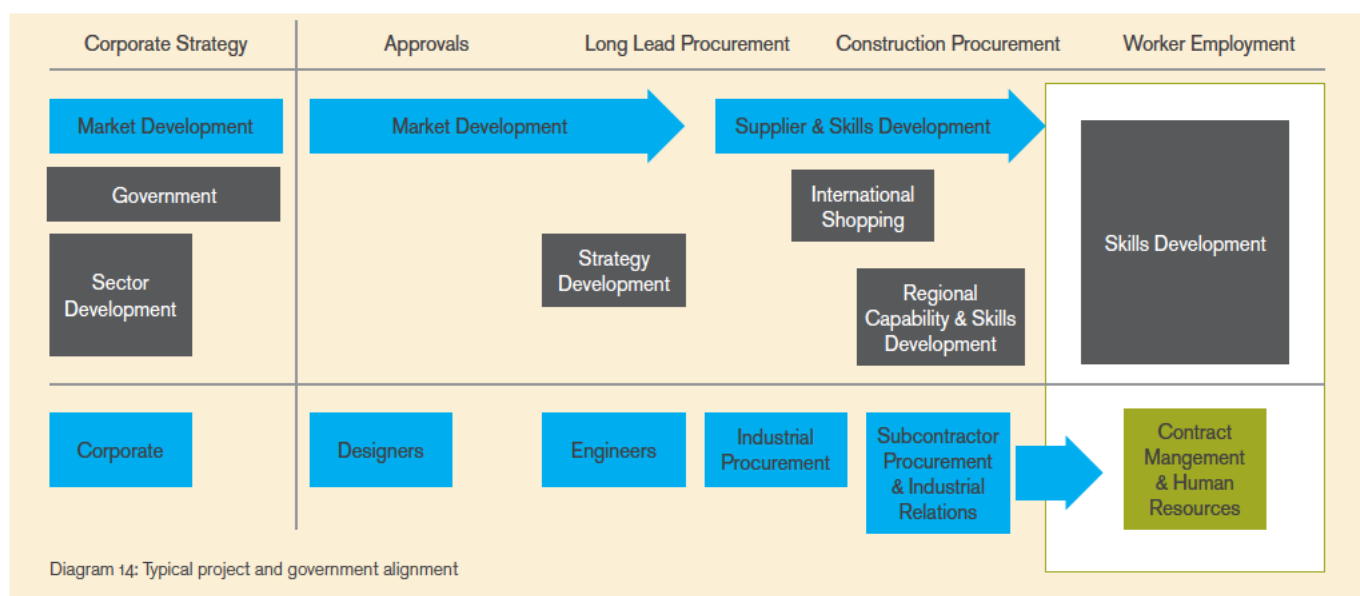 Corporate Strategy
Approvals
Long Lead Procurement
Construction Procurement
Worker Employment
Market Development
Market Development
Supplier & Skills Development
Government
International
Shopping
Skills Development
Sector
Development
Strategy
Development
Regional
Capability & Skills
Development
Corporate
Designers
Engineers
Industrial
Procurement
Subcontractor
Procurement
& Industrial
Relations
Contract
Mangement
& Human
Resources
Diagram 14: Typical project and government alignment